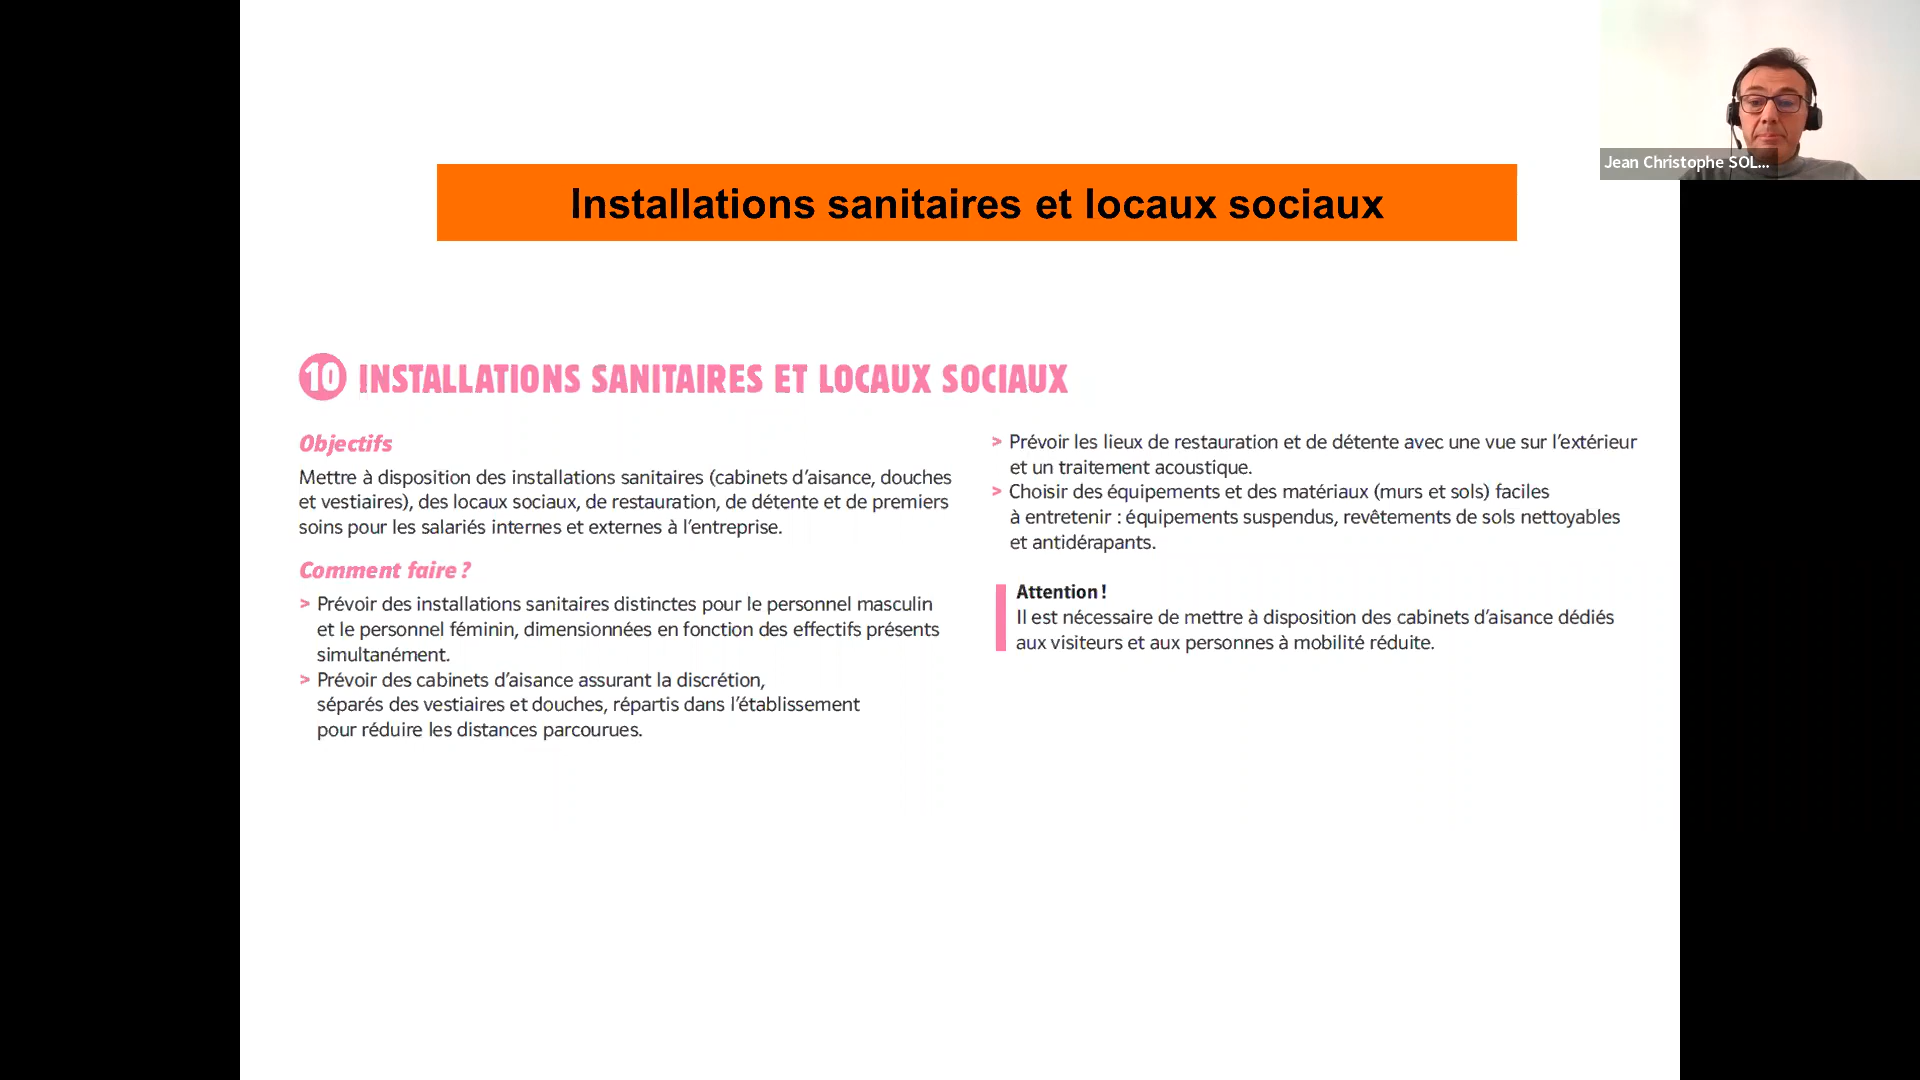 Installations sanitaires et locaux sociaux
Jean Christophe SOL...
10 INSTALLATIONS SANITAIRES ET LOCAUX SOCIAUX
Objectifs
Mettre à disposition des installations sanitaires (cabinets d’aisance, douches
et vestiaires), des locaux sociaux, de restauration, de détente et de premiers
soins pour les salariés internes et externes à l’entreprise.
Comment faire ?
> Prévoir des installations sanitaires distinctes pour le personnel masculin
et le personnel féminin, dimensionnées en fonction des effectifs présents
simultanément.
> Prévoir des cabinets d’aisance assurant la discrétion,
séparés des vestiaires et douches, répartis dans l’établissement
pour réduire les distances parcourues.
> Prévoir les lieux de restauration et de détente avec une vue sur l’extérieur
et un traitement acoustique.
> Choisir des équipements et des matériaux (murs et sols) faciles
à entretenir : équipements suspendus, revêtements de sols nettoyables
et antidérapants.
Attention !
Il est nécessaire de mettre à disposition des cabinets d’aisance dédiés
aux visiteurs et aux personnes à mobilité réduite.